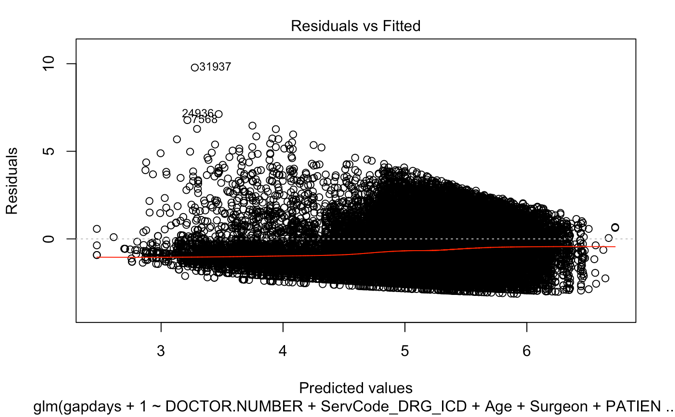 Residuals vs Fitted
10
31937
24936
7568
5
0
Residuals
3 4 5 6
Predicted values
glm(gapdays + 1 ~ DOCTOR.NUMBER + ServCode_DRG_ICD + Age + Surgeon + PATIEN ..